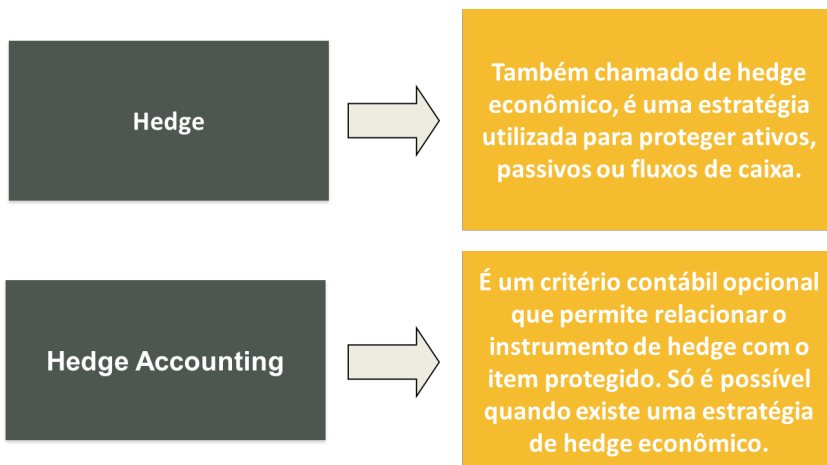 Hedge
Também chamado de hedge
econômico, é uma estratégia
utilizada para proteger ativos,
passivos ou fluxos de caixa.
Hedge Accounting
É um critério contábil opcional
que permite relacionar o
instrumento de hedge com o
item protegido. Só é possível
quando existe uma estratégia
de hedge econômico.